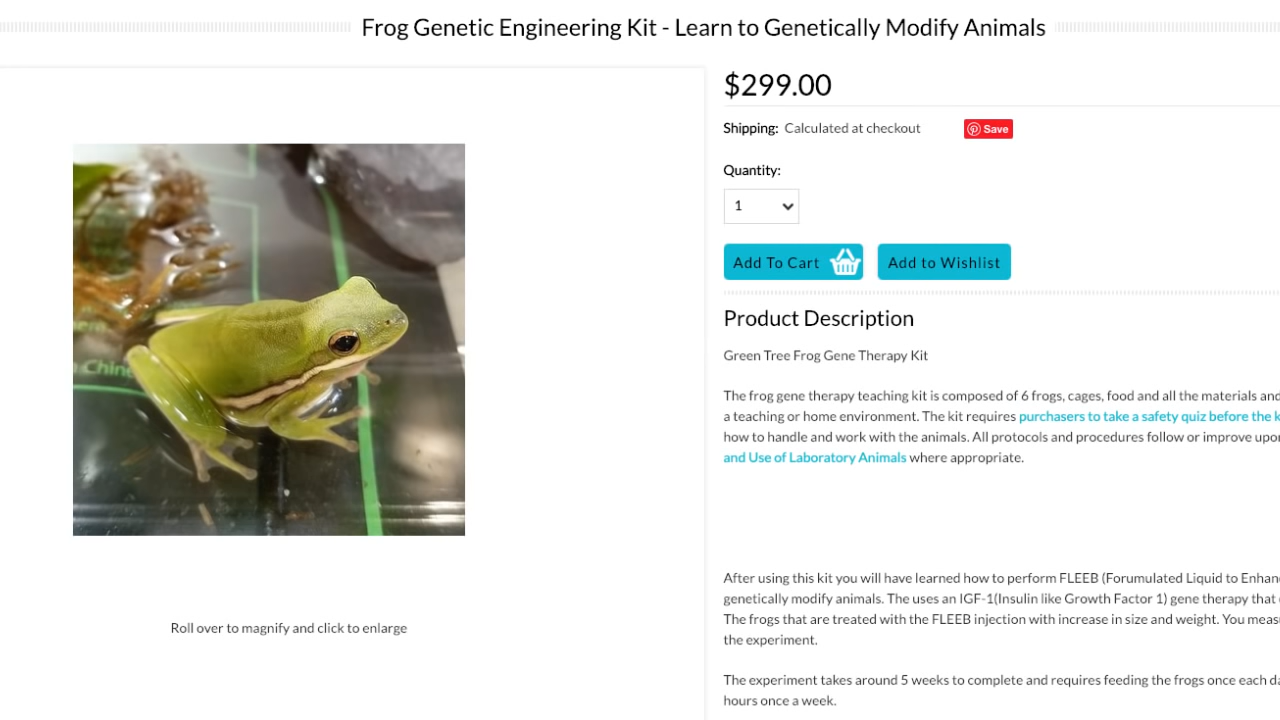 Frog Genetic Engineering Kit - Learn to Genetically Modify Animals
$299.00
Shipping: Calculated at checkout
Save
Quantity:
1
Add To Cart
Add to Wishlist
Product Description
Green Tree Frog Gene Therapy Kit
The frog gene therapy teaching kit is composed of 6 frogs, cages, food and all the materials and
a teaching or home environment. The kit requires purchasers to take a safety quiz before the k
how to handle and work with the animals. All protocols and procedures follow or improve upon
and Use of Laboratory Animals where appropriate.
After using this kit you will have learned how to perform FLEEB (Forumulated Liquid to Enhan
genetically modify animals. The uses an IGF-1(Insulin like Growth Factor 1) gene therapy that
The frogs that are treated with the FLEEB injection with increase in size and weight. You meas
the experiment.
The experiment takes around 5 weeks to complete and requires feeding the frogs once each da
hours once a week.
Roll over to magnify and click to enlarge